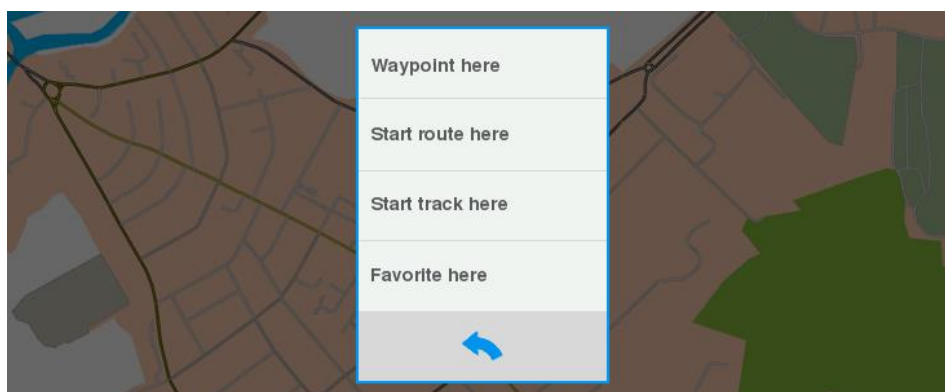 Waypoint here
Start route here
Start track here
Favorite here